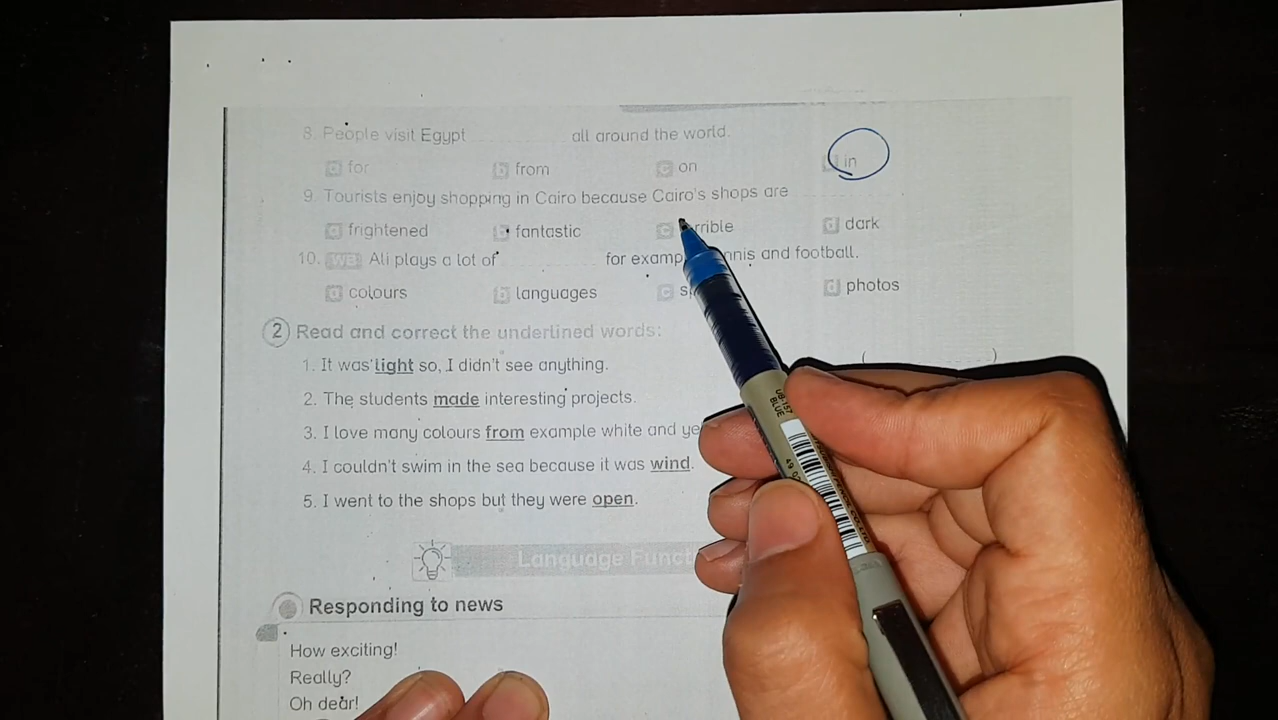 8. People visit Egypt all around the world.
a for b from c on in
9. Tourists enjoy shopping in Cairo because Cairo's shops are
a frightened b fantastic c rrible d dark
10. WB Ali plays a lot of for examp nnis and football.
a colours b languages c s d photos
2 Read and correct the underlined words:
1. It was light so, I didn't see anything. ( )
2. The students made interesting projects.
3. I love many colours from example white and ye
4. I couldn't swim in the sea because it was wind.
5. I went to the shops but they were open.
Language Funct
Responding to news
How exciting!
Really?
Oh dear!
UB-157
BLUE